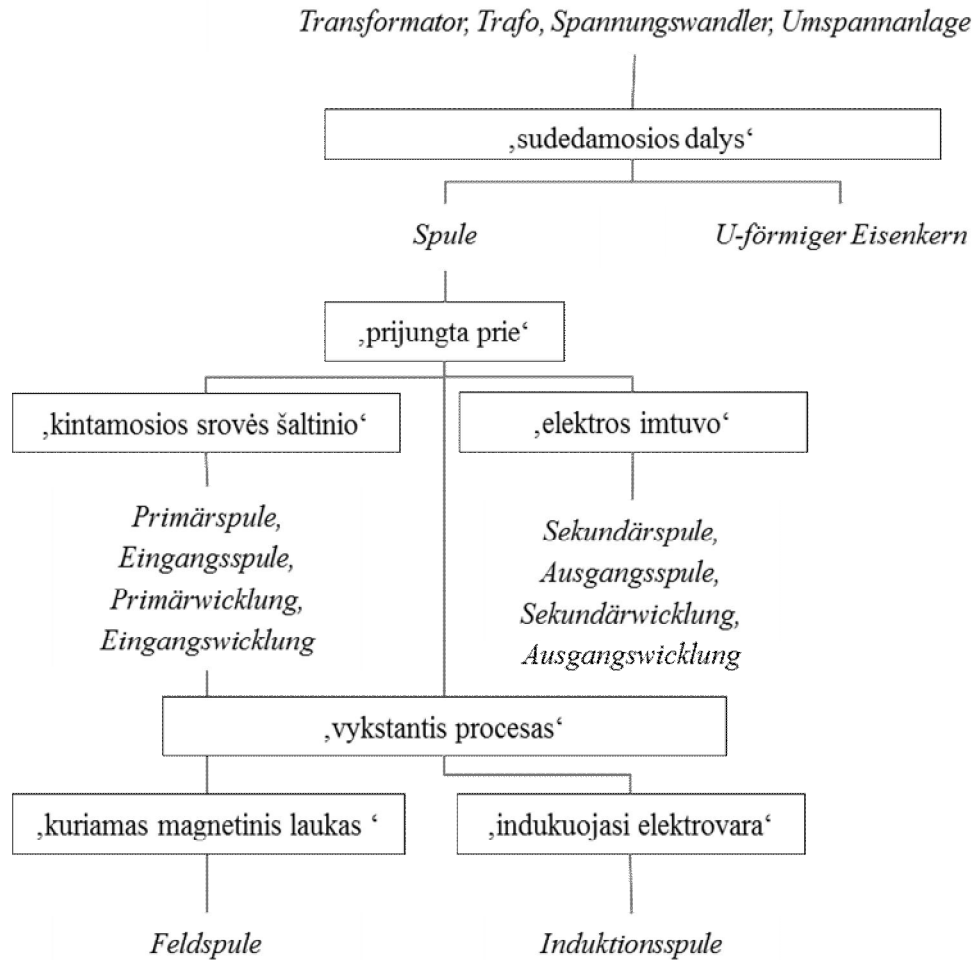 Transformator, Trafo, Spannungswandler, Umspannanlage
‚sudedamosios dalys‘
Spule
U-förmiger Eisenkern
‚prijungta prie‘
‚kintamosios srovės šaltinio‘
‚elektros imtuvo‘
Primärspule,
Eingangsspule,
Primärwicklung,
Eingangswicklung
Sekundärspule,
Ausgangsspule,
Sekundärwicklung,
Ausgangswicklung
‚vykstantis procesas‘
‚kuriamas magnetinis laukas ‘
‚indukuojasi elektrovara‘
Feldspule
Induktionsspule